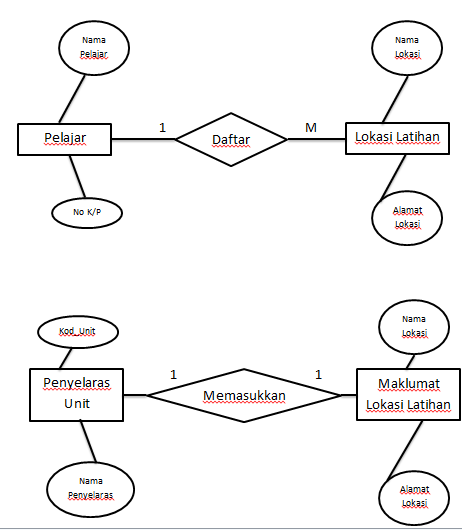 Nama
Pelajar
Nama
Lokasi
Pelajar
1
Daftar
M
Lokasi Latihan
No K/P
Alamat
Lokasi
Kod_Unit
Nama
Lokasi
Penyelaras
Unit
1
Memasukkan
1
Maklumat
Lokasi Latihan
Nama
Penyelaras
Alamat
Lokasi